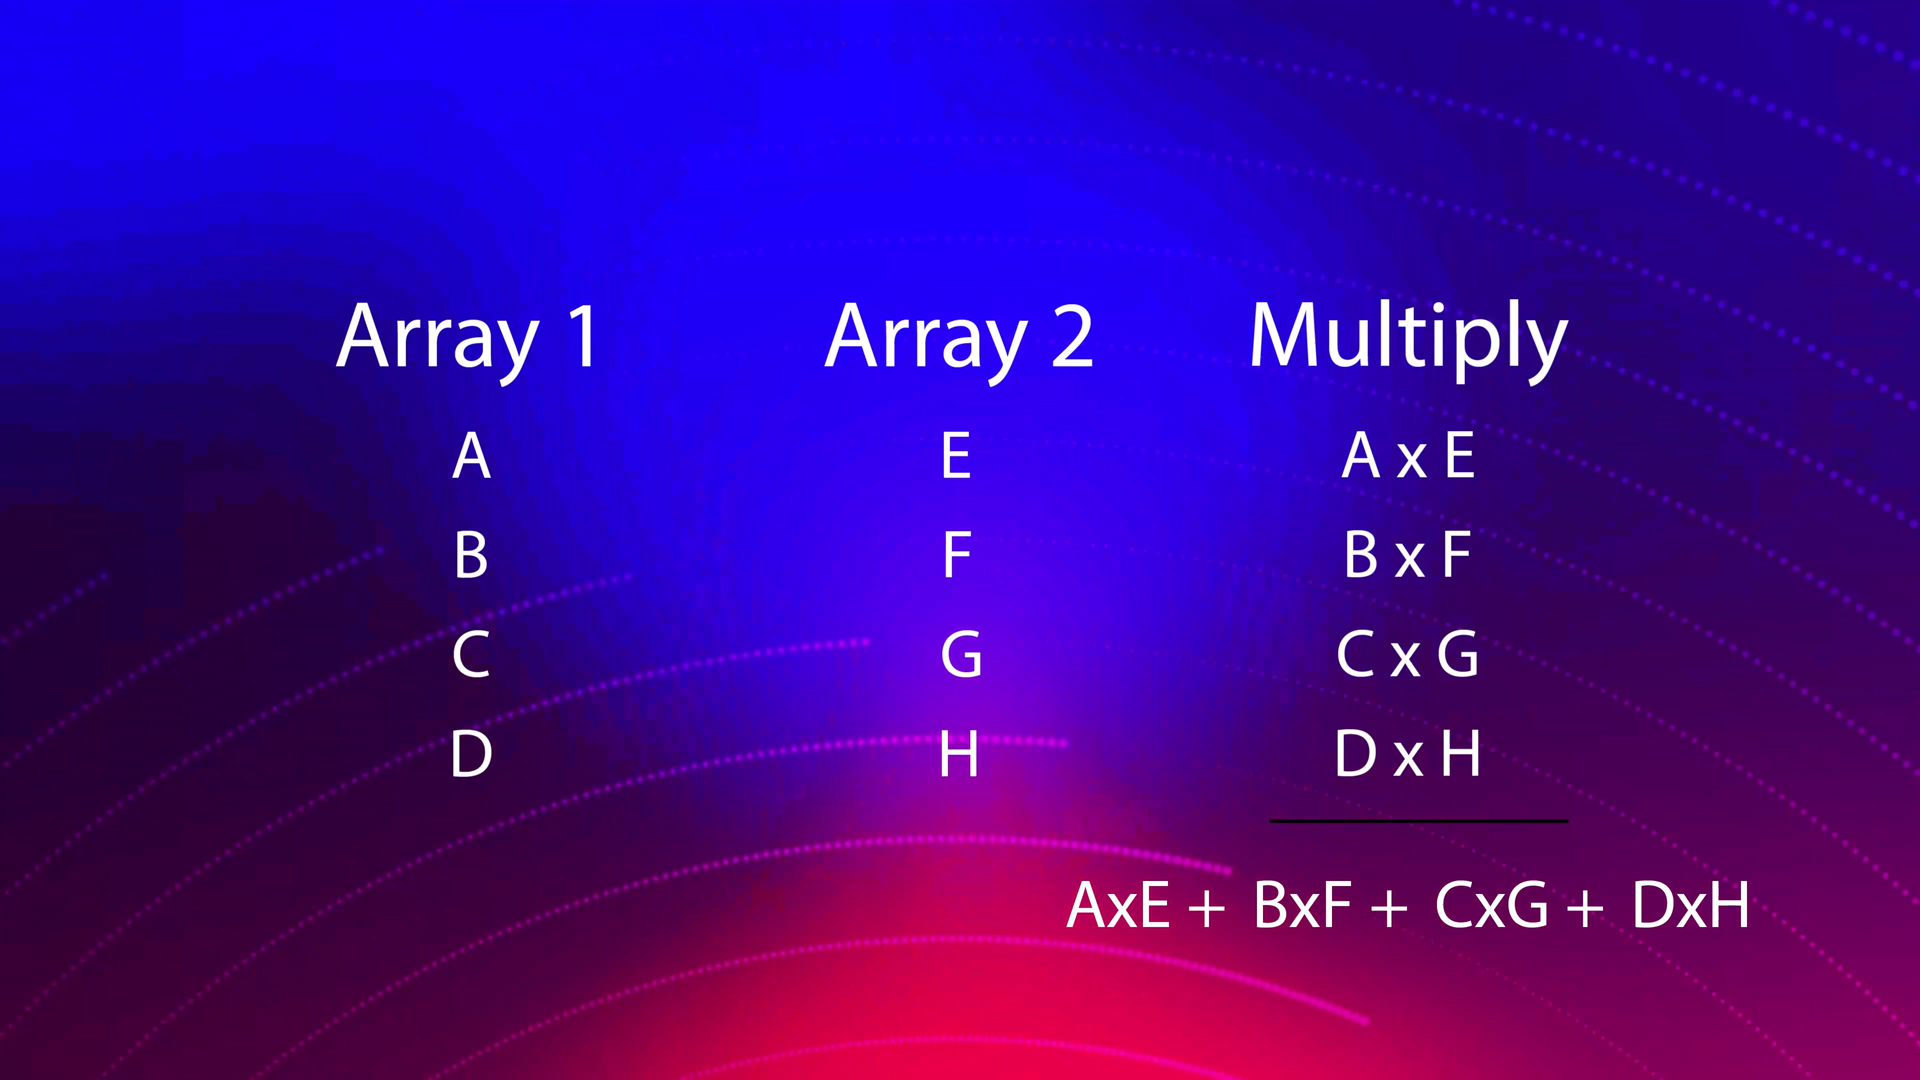 Array 1 Array 2 Multiply
A E A x E
B F B x F
C G C x G
D H D x H
AxE + BxF + CxG + DxH